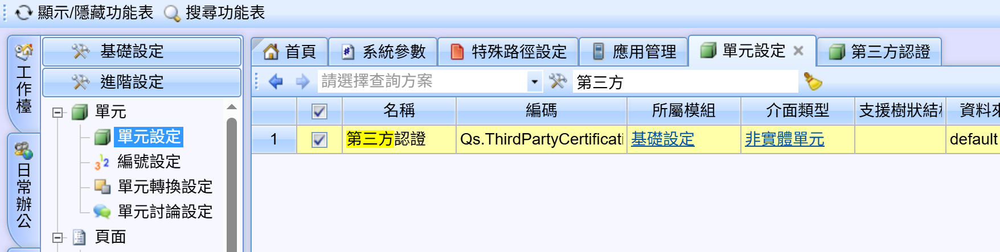 顯示/隱藏功能表 搜尋功能表
工作檯
日常辦公
基礎設定
進階設定
單元
單元設定
編號設定
單元轉換設定
單元討論設定
頁面
首頁 系統參數 特殊路徑設定 應用管理 單元設定 第三方認證
請選擇查詢方案 第三方
名稱 編碼 所屬模組 介面類型 支援樹狀結 資料
1 第三方認證 Qs.ThirdPartyCertificati 基礎設定 非實體單元 default